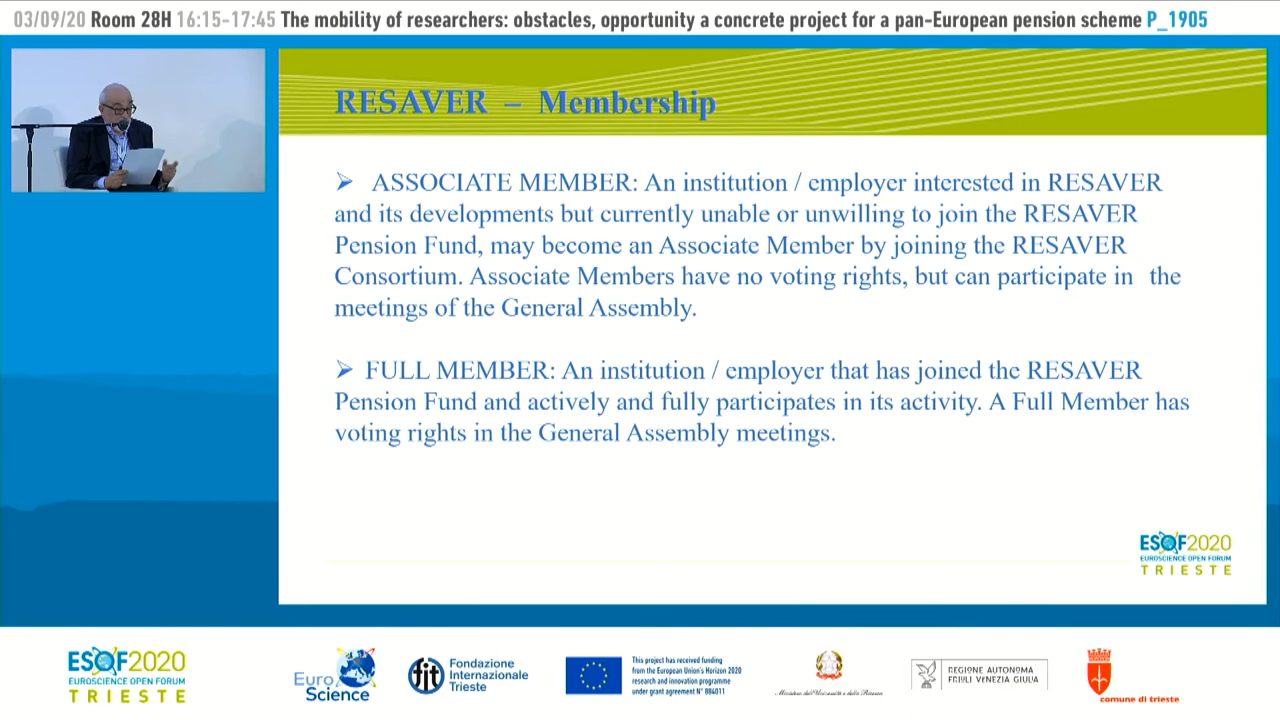 03/09/20 Room 28H 16:15-17:45 The mobility of researchers: obstacles, opportunity a concrete project for a pan-European pension scheme P_1905
RESAVER – Membership
➢ ASSOCIATE MEMBER: An institution / employer interested in RESAVER
and its developments but currently unable or unwilling to join the RESAVER
Pension Fund, may become an Associate Member by joining the RESAVER
Consortium. Associate Members have no voting rights, but can participate in the
meetings of the General Assembly.
➢ FULL MEMBER: An institution / employer that has joined the RESAVER
Pension Fund and actively and fully participates in its activity. A Full Member has
voting rights in the General Assembly meetings.
ESOF2020
EUROSCIENCE OPEN FORUM
TRIESTE
ESOF2020
EUROSCIENCE OPEN FORUM
TRIESTE
Euro
Science
fit
Fondazione
Internazionale
Trieste
This project has received funding
from the European Union's Horizon 2020
research and innovation programme
under grant agreement N° 884011
Ministero dell'Università e della Ricerca
REGIONE AUTONOMA
FRIULI VENEZIA GIULIA
comune di trieste